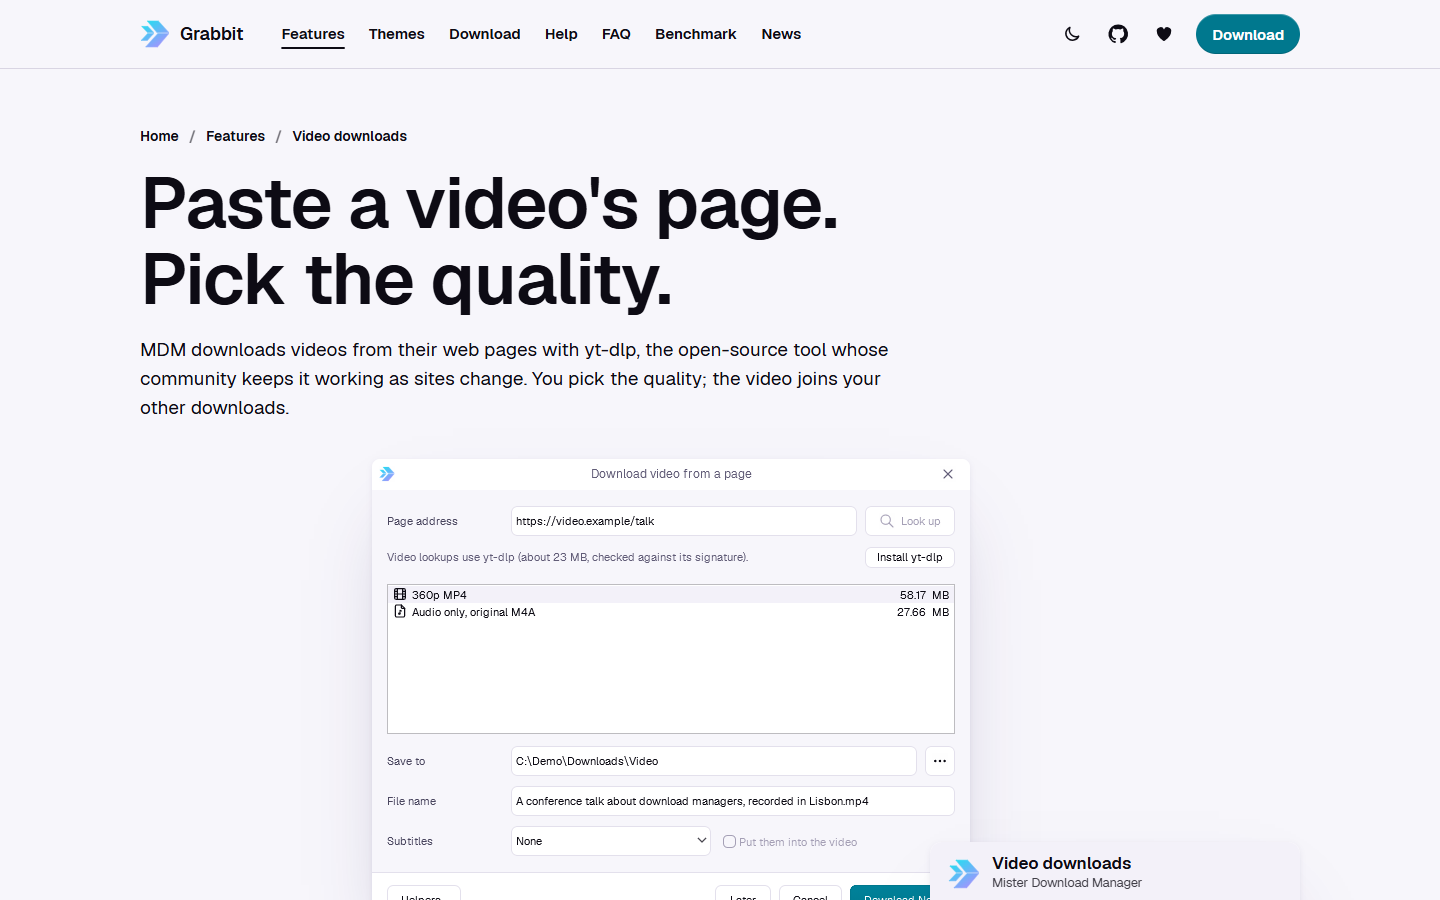 Grabbit
Features
Themes
Download
Help
FAQ
Benchmark
News
Download
Home / Features / Video downloads
Paste a video's page.
Pick the quality.
MDM downloads videos from their web pages with yt-dlp, the open-source tool whose
community keeps it working as sites change. You pick the quality; the video joins your
other downloads.
Download video from a page
Page address
https://video.example/talk
Look up
Video lookups use yt-dlp (about 23 MB, checked against its signature).
Install yt-dlp
360p MP4 58.17 MB
Audio only, original M4A 27.66 MB
Save to
C:\Demo\Downloads\Video
File name
A conference talk about download managers, recorded in Lisbon.mp4
Subtitles
None
Put them into the video
Video downloads
Mister Download Manager
Later
Cancel
Download